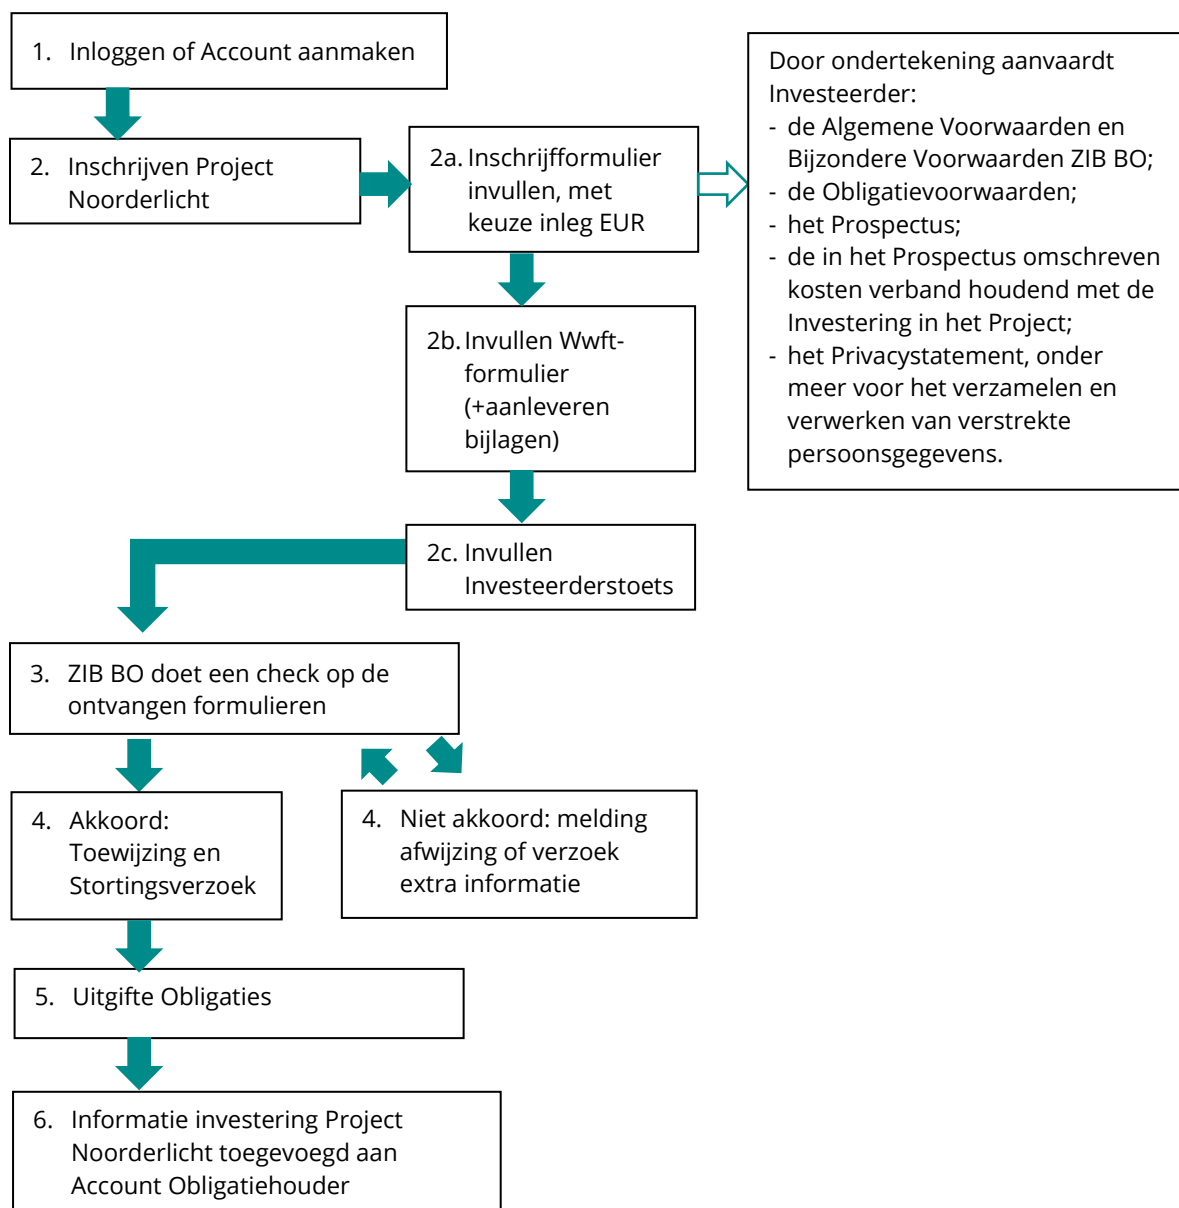 1. Inloggen of Account aanmaken
2. Inschrijven Project
Noorderlicht
2a. Inschrijfformulier
invullen, met
keuze inleg EUR
Door ondertekening aanvaardt
Investeerder:
- de Algemene Voorwaarden en
Bijzondere Voorwaarden ZIB BO;
- de Obligatievoorwaarden;
- het Prospectus;
- de in het Prospectus omschreven
kosten verband houdend met de
Investering in het Project;
- het Privacystatement, onder
meer voor het verzamelen en
verwerken van verstrekte
persoonsgegevens.
2b. Invullen Wwft-
formulier
(+aanleveren
bijlagen)
2c. Invullen
Investeerderstoets
3. ZIB BO doet een check op de
ontvangen formulieren
4. Akkoord:
Toewijzing en
Stortingsverzoek
4. Niet akkoord: melding
afwijzing of verzoek
extra informatie
5. Uitgifte Obligaties
6. Informatie investering Project
Noorderlicht toegevoegd aan
Account Obligatiehouder